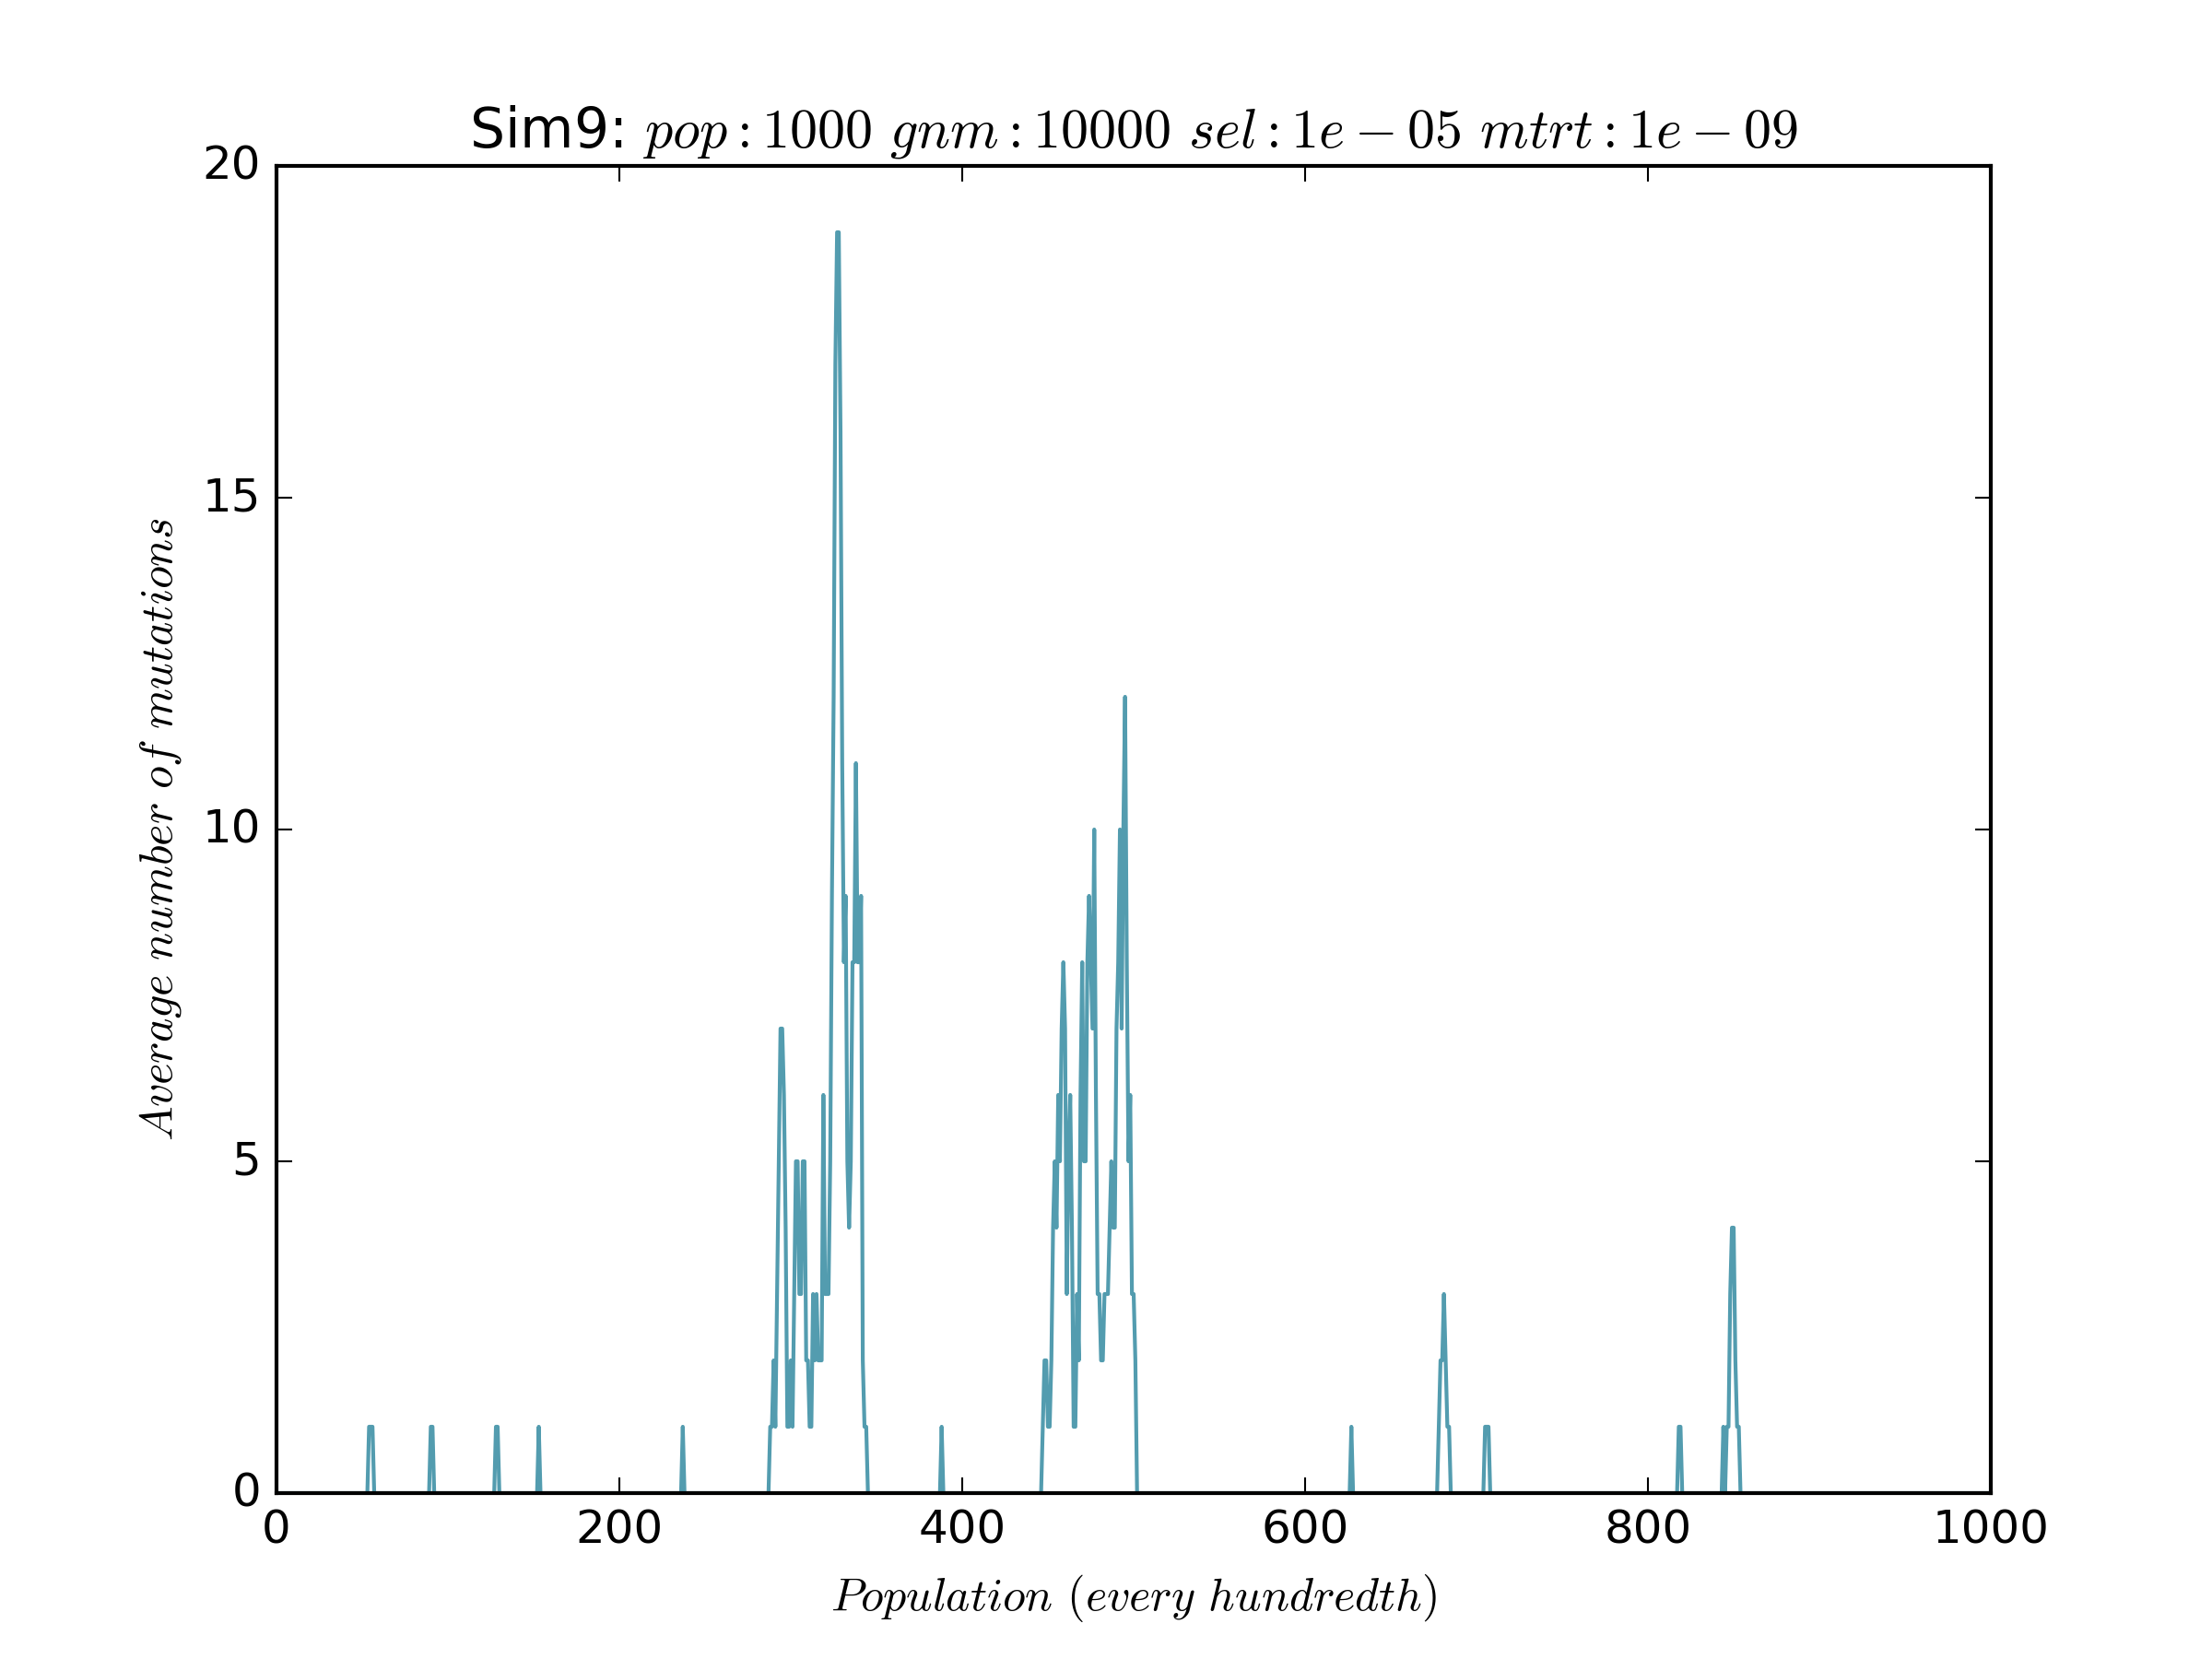 Sim9: pop : 1000 gnm : 10000 sel : 1e − 05 mtrt : 1e − 09
20
15
10
5
0
Average number of mutations
0 200 400 600 800 1000
Population (every hundredth)